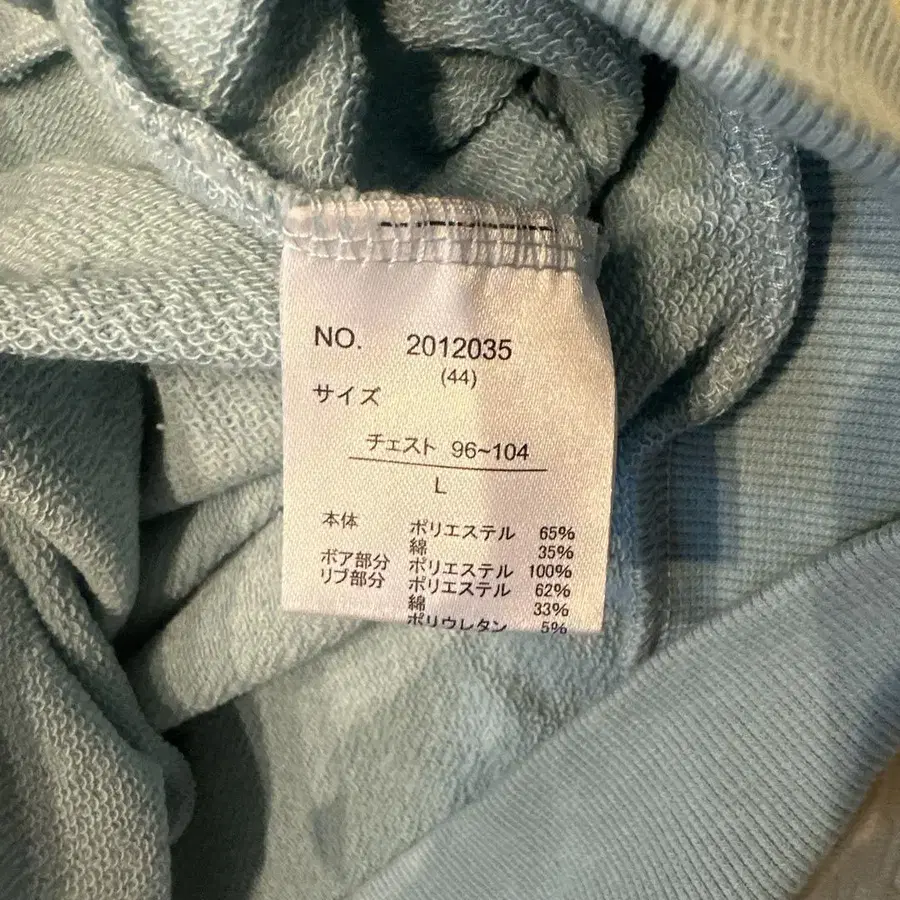 NO. 2012035
(44)
サイズ
チェスト 96~104
L
本体 ポリエステル 65%
綿 35%
ボア部分 ポリエステル 100%
リブ部分 ポリエステル 62%
綿 33%
ポリウレタン 5%